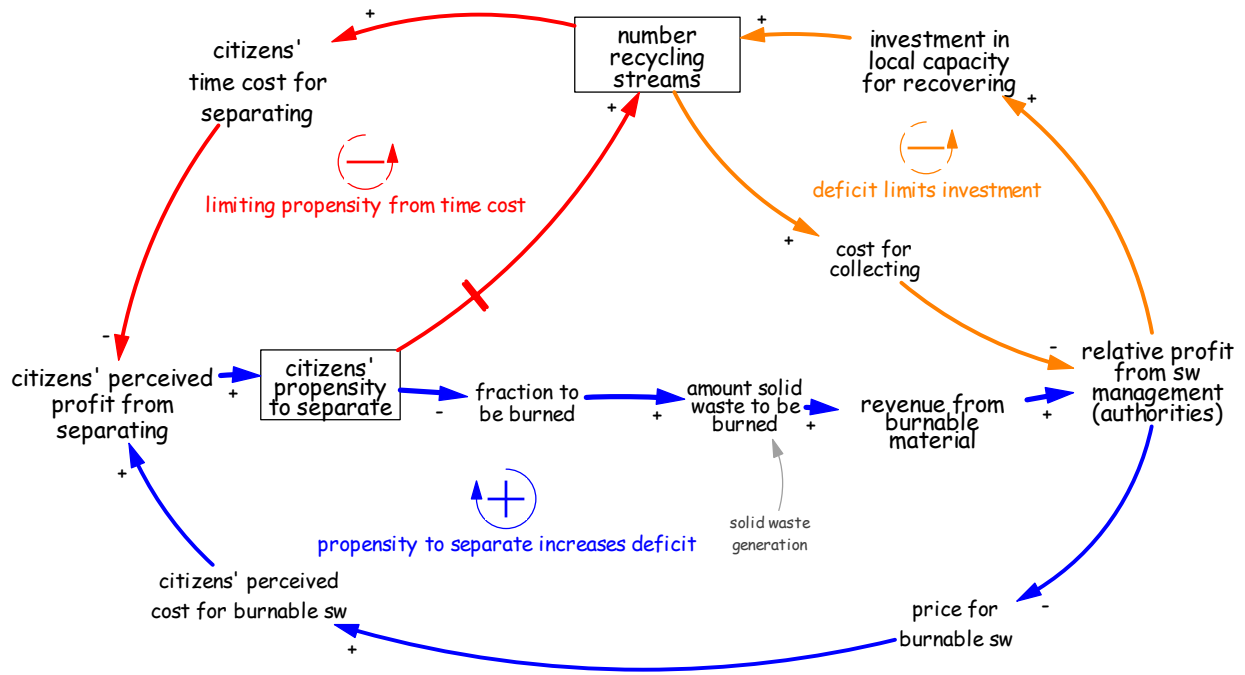 +
citizens'
time cost for
separating
number
recycling
streams
+
+
investment in
local capacity
for recovering
+
limiting propensity from time cost
deficit limits investment
+
cost for
collecting
-
-
citizens' perceived
profit from
separating
+
citizens'
propensity
to separate
-
fraction to
be burned
+
amount solid
waste to be
burned
+
revenue from
burnable
material
+
relative profit
from sw
management
(authorities)
+
propensity to separate increases deficit
solid waste
generation
citizens' perceived
cost for burnable sw
+
price for
burnable sw
-